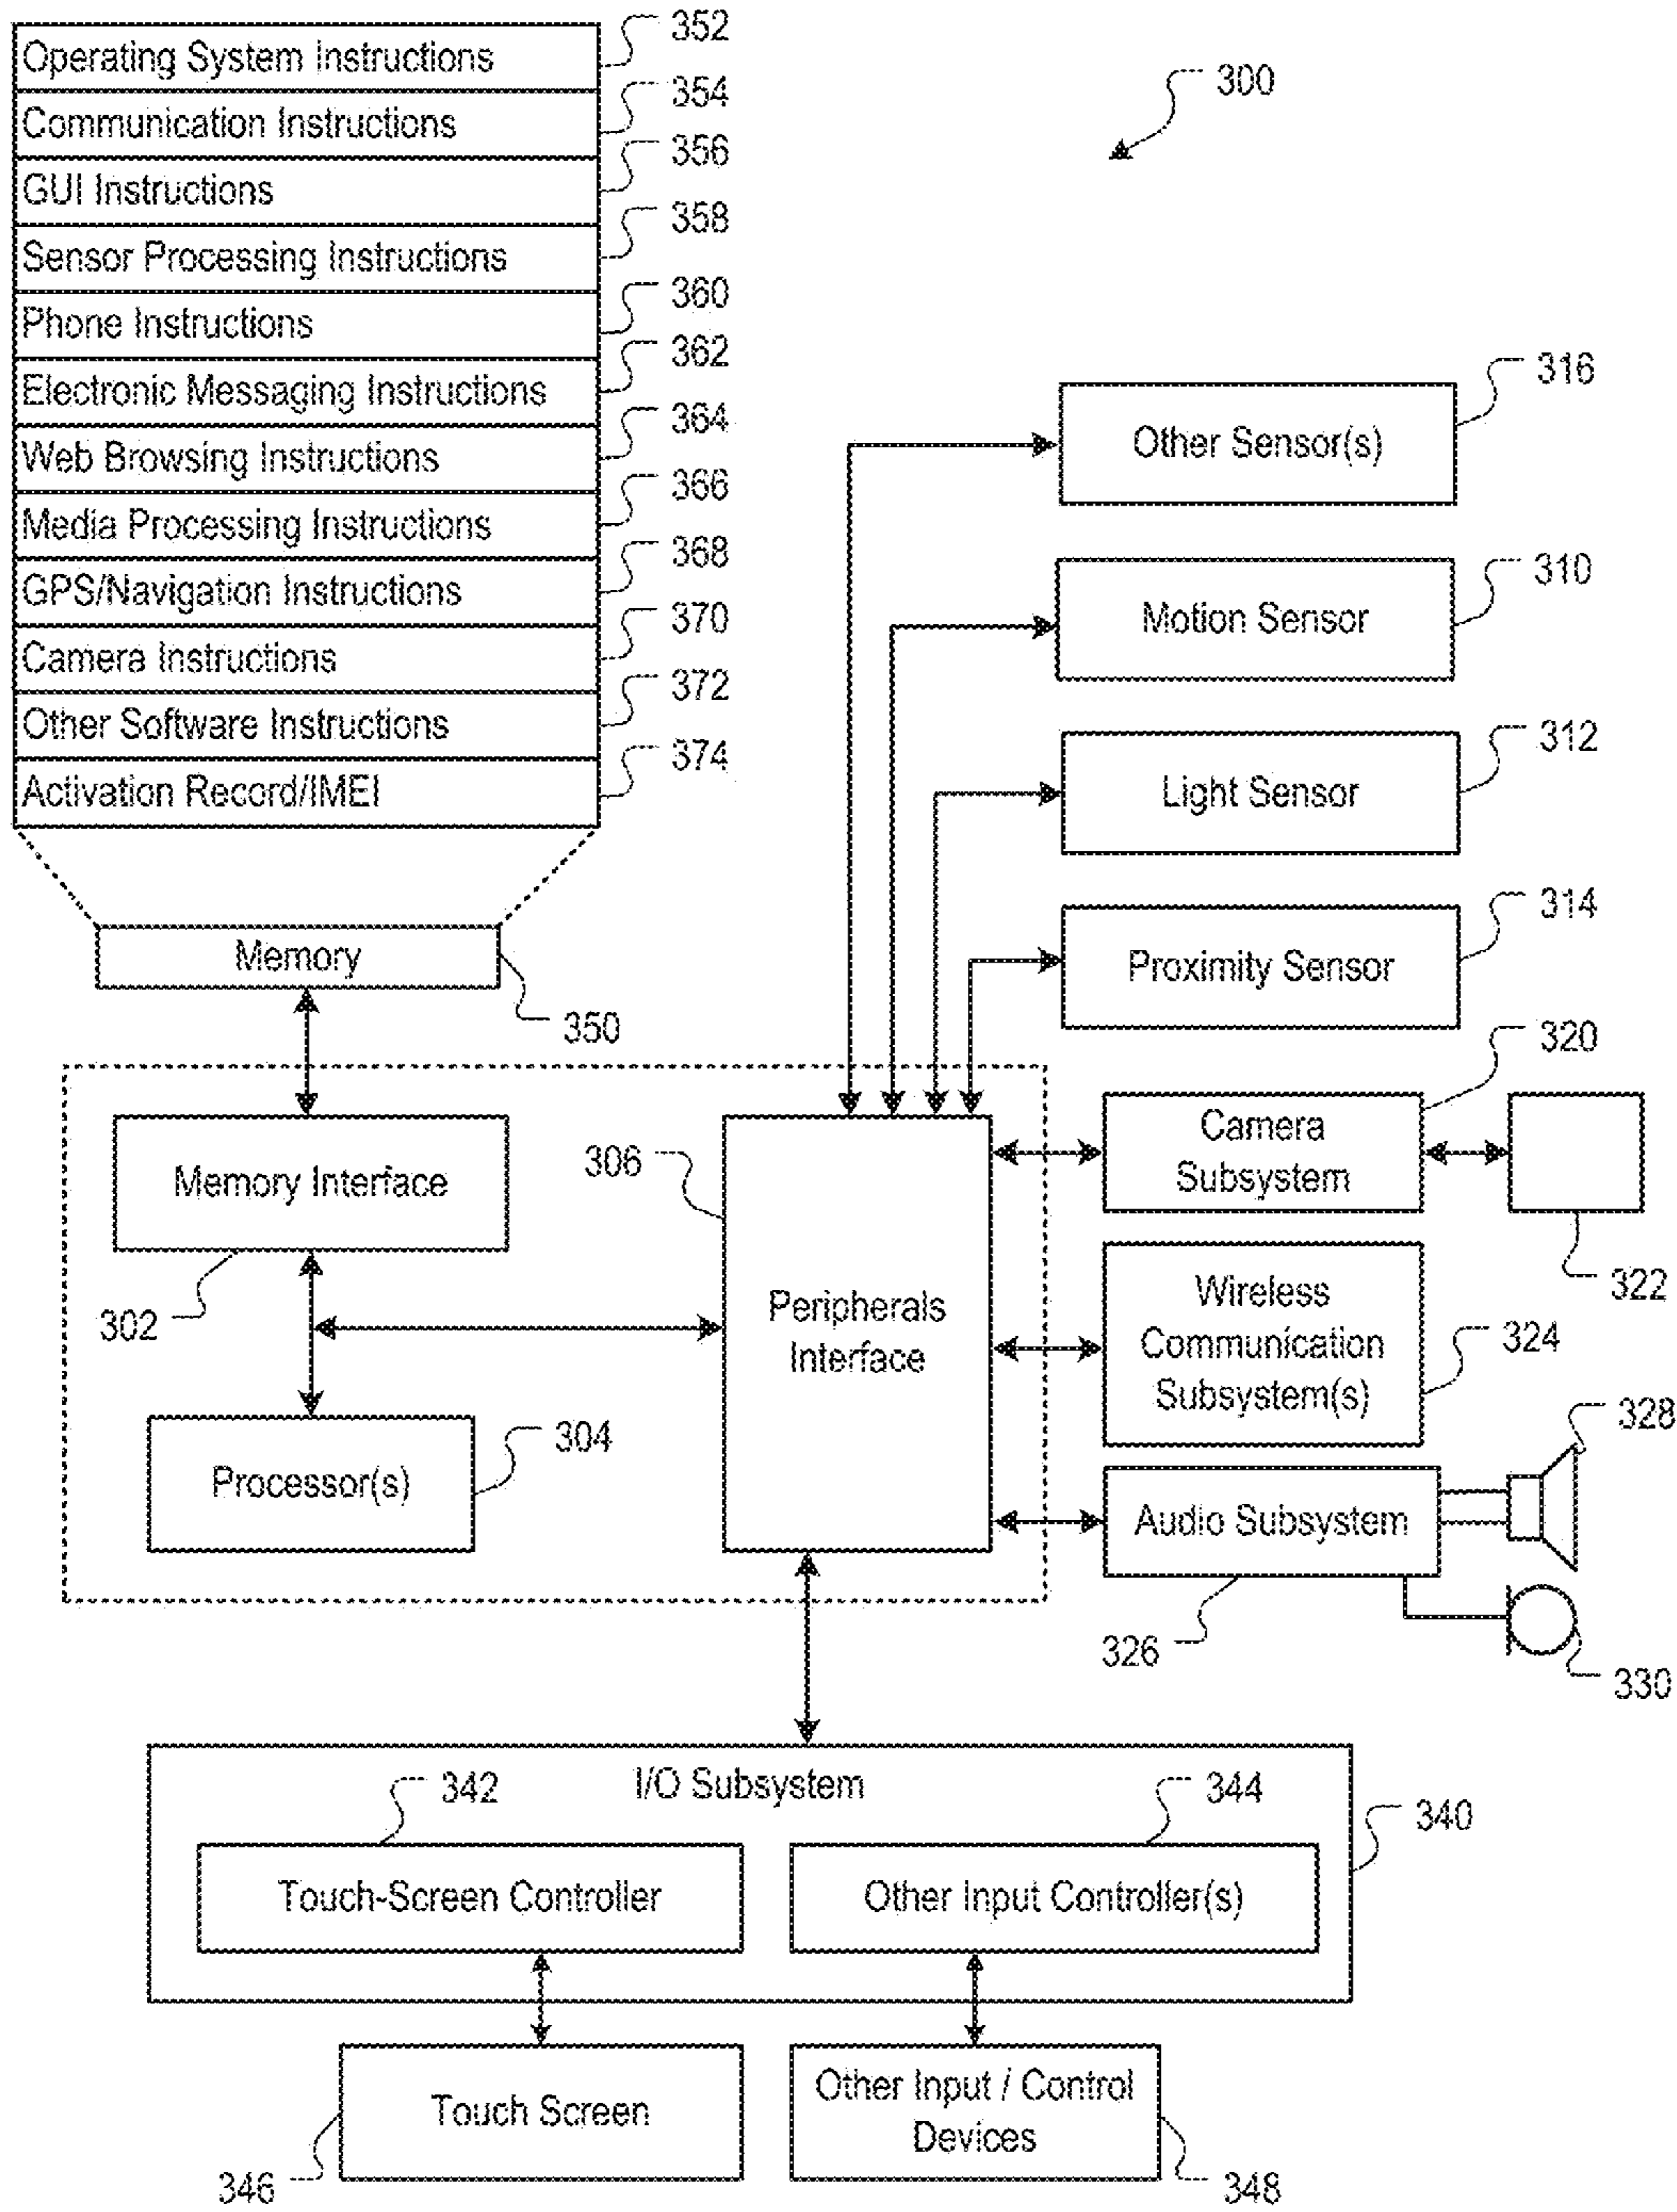 352
Operating System Instructions
354
Communication Instructions
356
GUI Instructions
358
Sensor Processing Instructions
360
Phone Instructions
362
Electronic Messaging Instructions
364
Web Browsing Instructions
366
Media Processing Instructions
368
GPS/Navigation Instructions
370
Camera Instructions
372
Other Software Instructions
374
Activation Record/IMEI
300
316
Other Sensor(s)
310
Motion Sensor
312
Light Sensor
314
Proximity Sensor
Memory
350
320
Camera
Subsystem
322
Memory Interface
302
306
Peripherals
Interface
Wireless
Communication
Subsystem(s)
324
304
Processor(s)
328
Audio Subsystem
326
330
I/O Subsystem
342
344
340
Touch-Screen Controller
Other Input Controller(s)
Touch Screen
346
Other Input / Control
Devices
348